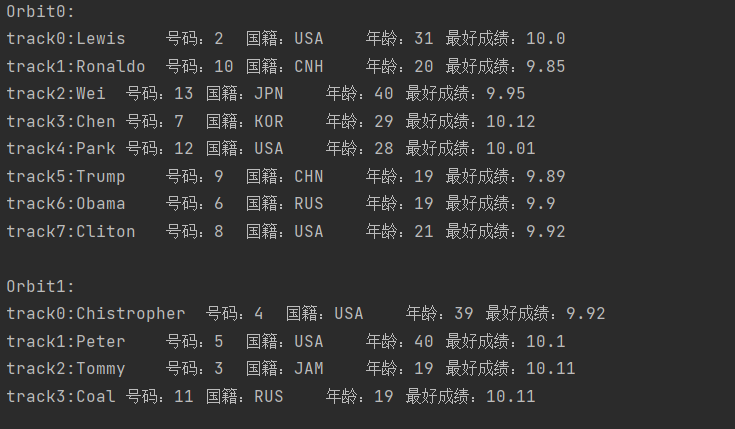 Orbit0:
track0:Lewis 号码：2 国籍：USA 年龄：31 最好成绩：10.0
track1:Ronaldo 号码：10 国籍：CNH 年龄：20 最好成绩：9.85
track2:Wei 号码：13 国籍：JPN 年龄：40 最好成绩：9.95
track3:Chen 号码：7 国籍：KOR 年龄：29 最好成绩：10.12
track4:Park 号码：12 国籍：USA 年龄：28 最好成绩：10.01
track5:Trump 号码：9 国籍：CHN 年龄：19 最好成绩：9.89
track6:Obama 号码：6 国籍：RUS 年龄：19 最好成绩：9.9
track7:Cliton 号码：8 国籍：USA 年龄：21 最好成绩：9.92
Orbit1:
track0:Chistropher 号码：4 国籍：USA 年龄：39 最好成绩：9.92
track1:Peter 号码：5 国籍：USA 年龄：40 最好成绩：10.1
track2:Tommy 号码：3 国籍：JAM 年龄：19 最好成绩：10.11
track3:Coal 号码：11 国籍：RUS 年龄：19 最好成绩：10.11